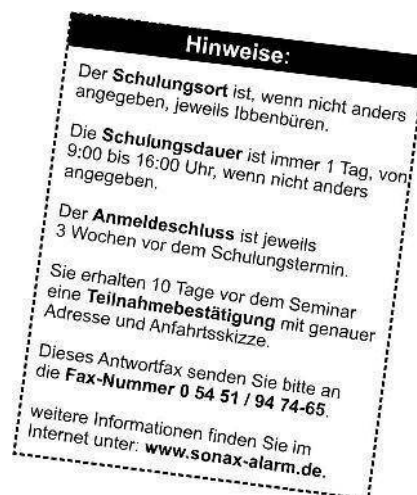 Hinweise:
Der Schulungsort ist, wenn nicht anders
angegeben, jeweils Ibbenbüren.
Die Schulungsdauer ist immer 1 Tag, von
9:00 bis 16:00 Uhr, wenn nicht anders
angegeben.
Der Anmeldeschluss ist jeweils
3 Wochen vor dem Schulungstermin.
Sie erhalten 10 Tage vor dem Seminar
eine Teilnahmebestätigung mit genauer
Adresse und Anfahrtsskizze.
Dieses Antwortfax senden Sie bitte an
die Fax-Nummer 0 54 51 / 94 74-65.
weitere Informationen finden Sie im
Internet unter: www.sonax-alarm.de.